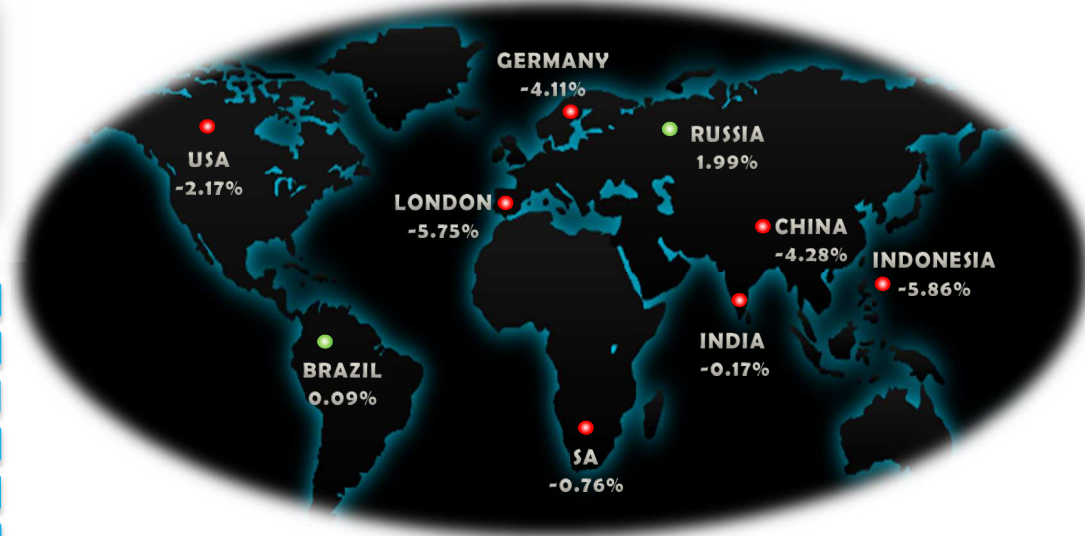 GERMANY
-4.11%
USA
-2.17%
RUSSIA
1.99%
LONDON
-5.75%
CHINA
-4.28%
INDONESIA
-5.86%
INDIA
-0.17%
BRAZIL
0.09%
SA
-0.76%